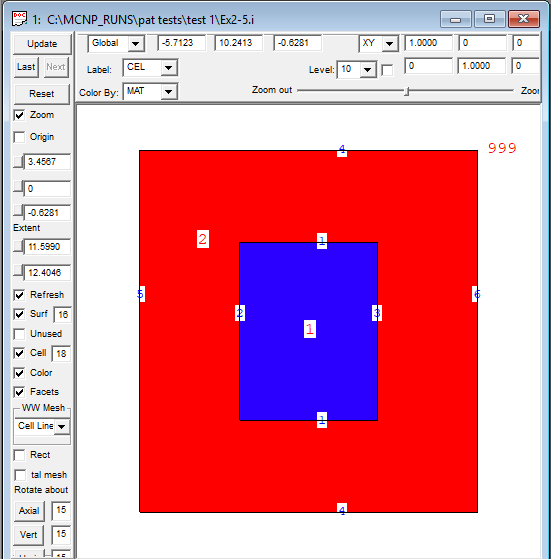 1: C:\MCNP_RUNS\pat tests\test 1\Ex2-5.i
Update Global -5.7123 10.2413 -0.6281 XY 1.0000 0 0
Last Next Label: CEL Level: 10 0 1.0000 0
Reset Color By: MAT Zoom out Zoo
Zoom
Origin
3.4567
0
-0.6281
Extent
11.5990
12.4046
Refresh
Surf 16
Unused
Cell 18
Color
Facets
WW Mesh
Cell Line
Rect
tal mesh
Rotate about
Axial 15
Vert 15
4 999
2
1
5 6
2 3
1
1
4